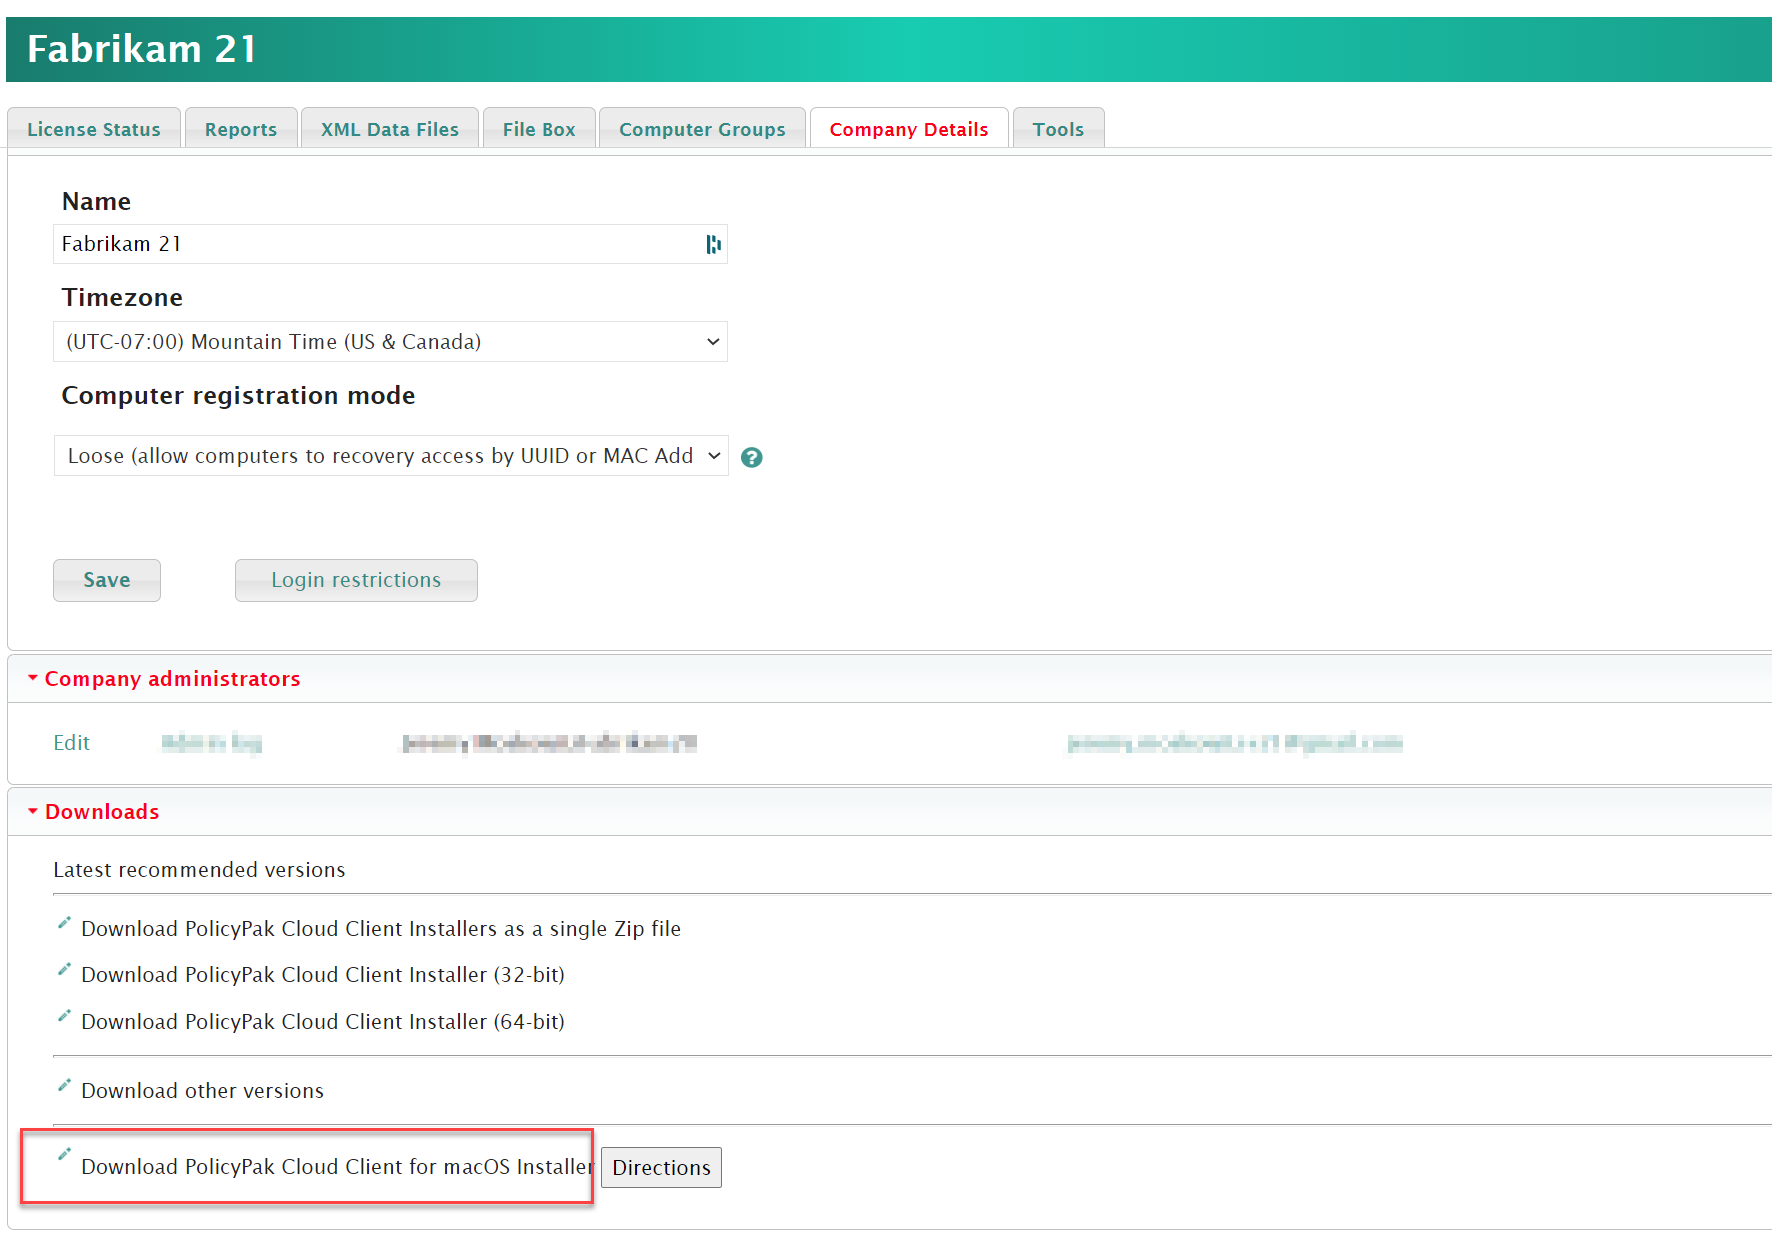 Fabrikam 21
License Status
Reports
XML Data Files
File Box
Computer Groups
Company Details
Tools
Name
Fabrikam 21
Timezone
(UTC-07:00) Mountain Time (US & Canada)
Computer registration mode
Loose (allow computers to recovery access by UUID or MAC Add
?
Save
Login restrictions
Company administrators
Edit
Downloads
Latest recommended versions
Download PolicyPak Cloud Client Installers as a single Zip file
Download PolicyPak Cloud Client Installer (32-bit)
Download PolicyPak Cloud Client Installer (64-bit)
Download other versions
Download PolicyPak Cloud Client for macOS Installer
Directions